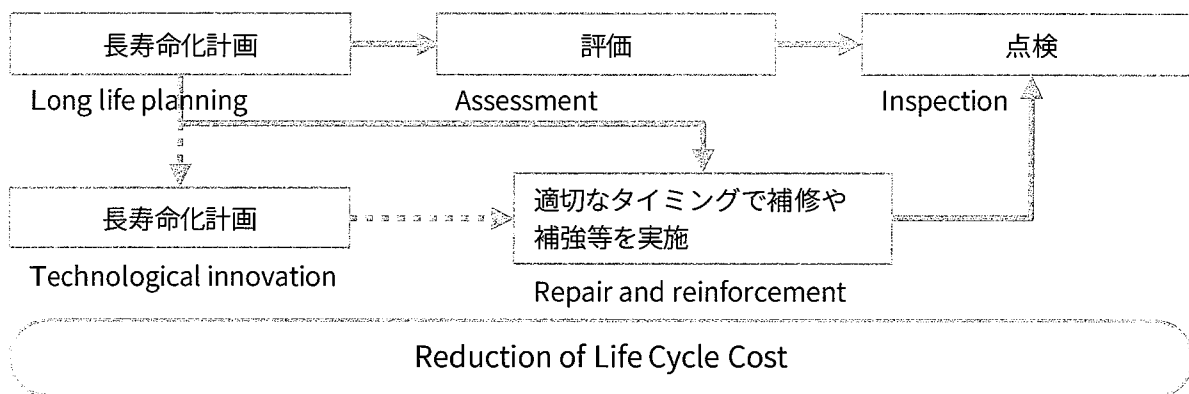 長寿命化計画
評価
点検
Long life planning
Assessment
Inspection
長寿命化計画
適切なタイミングで補修や
補強等を実施
Technological innovation
Repair and reinforcement
Reduction of Life Cycle Cost